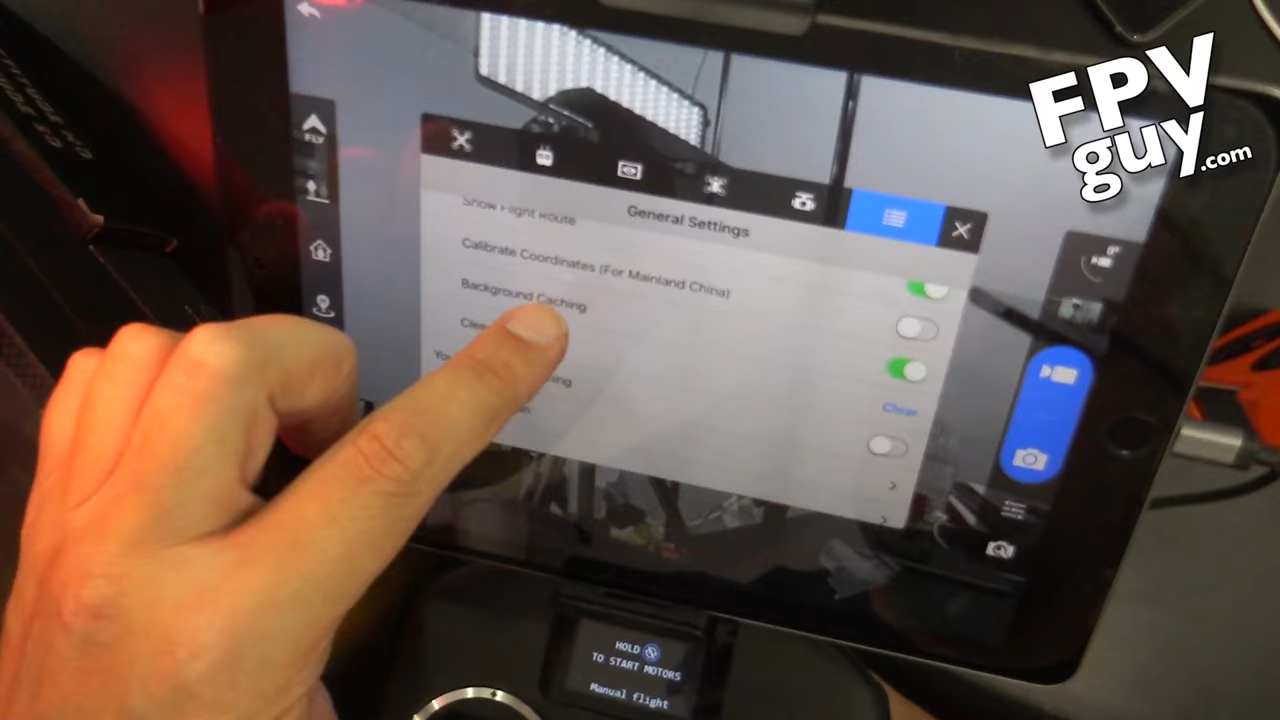 FPV
guy.com
FLY
General Settings
Show Flight Route
Calibrate Coordinates (For Mainland China)
Background Caching
Clear
HOLD
TO START MOTORS
Manual flight